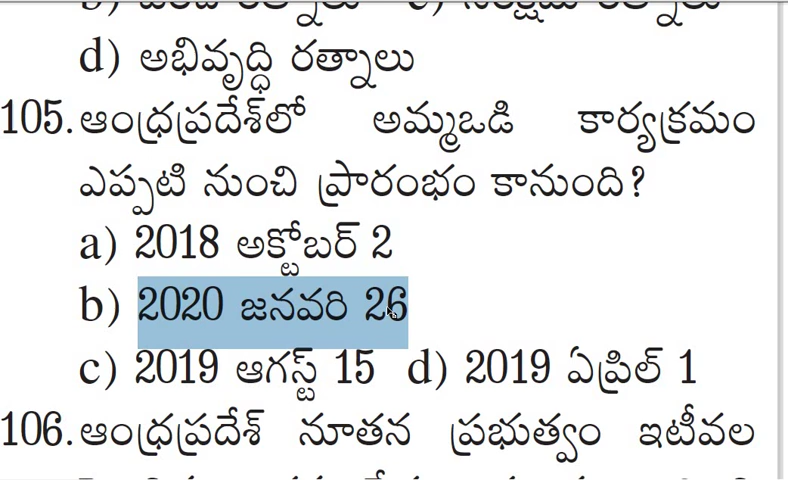 d) అభివృద్ధి రత్నాలు
105. ఆంధ్రప్రదేశ్‌లో అమ్మఒడి కార్యక్రమం
ఎప్పటి నుంచి ప్రారంభం కానుంది?
a) 2018 అక్టోబర్ 2
b) 2020 జనవరి 26
c) 2019 ఆగస్ట్ 15 d) 2019 ఏప్రిల్ 1
106. ఆంధ్రప్రదేశ్ నూతన ప్రభుత్వం ఇటీవల